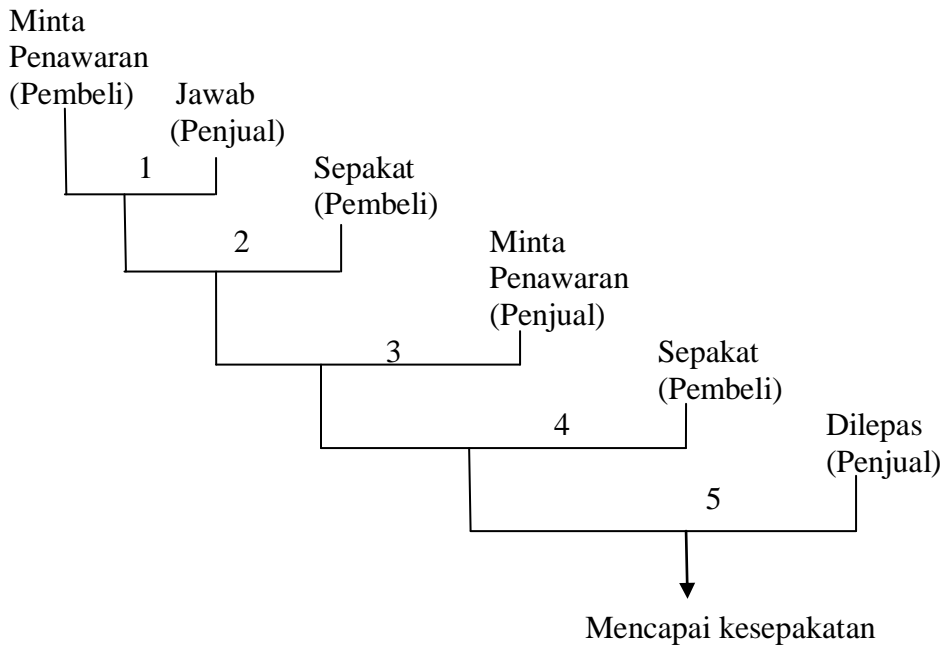 Minta
Penawaran
(Pembeli)
Jawab
(Penjual)
1
Sepakat
(Pembeli)
2
Minta
Penawaran
(Penjual)
3
Sepakat
(Pembeli)
4
Dilepas
(Penjual)
5
Mencapai kesepakatan